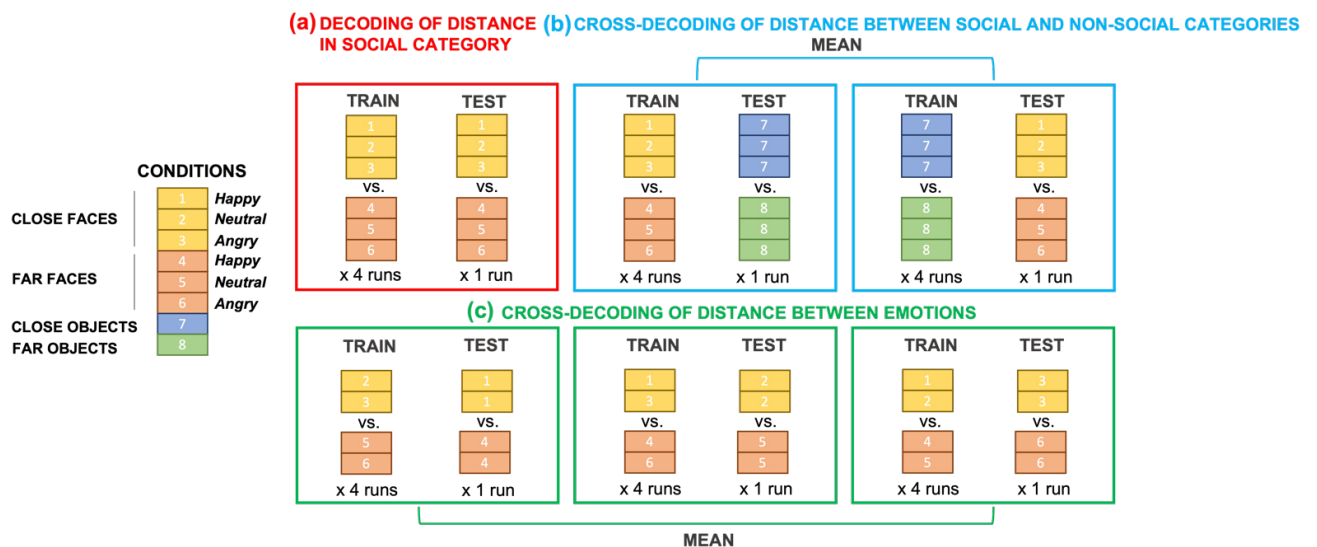 (a) DECODING OF DISTANCE
IN SOCIAL CATEGORY
(b) CROSS-DECODING OF DISTANCE BETWEEN SOCIAL AND NON-SOCIAL CATEGORIES
MEAN
CONDITIONS
CLOSE FACES
1 Happy
2 Neutral
3 Angry
FAR FACES
4 Happy
5 Neutral
6 Angry
CLOSE OBJECTS 7
FAR OBJECTS 8
TRAIN TEST
1 1
2 2
3 3
vs. vs.
4 4
5 5
6 6
x 4 runs x 1 run
TRAIN TEST
1 7
2 7
3 7
vs. vs.
4 8
5 8
6 8
x 4 runs x 1 run
TRAIN TEST
7 1
7 2
7 3
vs. vs.
8 4
8 5
8 6
x 4 runs x 1 run
(c) CROSS-DECODING OF DISTANCE BETWEEN EMOTIONS
TRAIN TEST
2 1
3 1
vs. vs.
5 4
6 4
x 4 runs x 1 run
TRAIN TEST
1 2
3 2
vs. vs.
4 5
6 5
x 4 runs x 1 run
TRAIN TEST
1 3
2 3
vs. vs.
4 6
5 6
x 4 runs x 1 run
MEAN